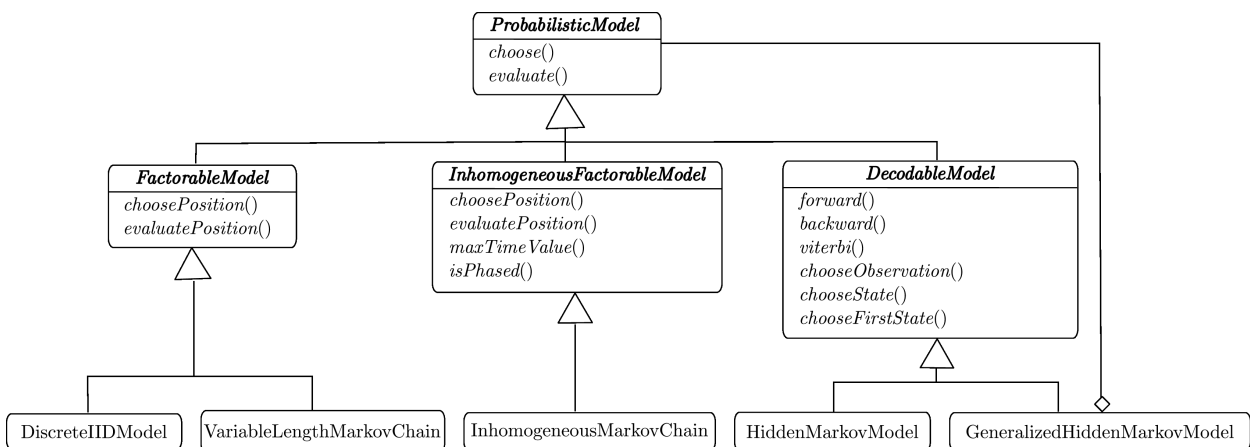 ProbabilisticModel
choose()
evaluate()
FactorableModel
choosePosition()
evaluatePosition()
InhomogeneousFactorableModel
choosePosition()
evaluatePosition()
maxTimeValue()
isPhased()
DecodableModel
forward()
backward()
viterbi()
chooseObservation()
chooseState()
chooseFirstState()
DiscreteIIDModel
VariableLengthMarkovChain
InhomogeneousMarkovChain
HiddenMarkovModel
GeneralizedHiddenMarkovModel